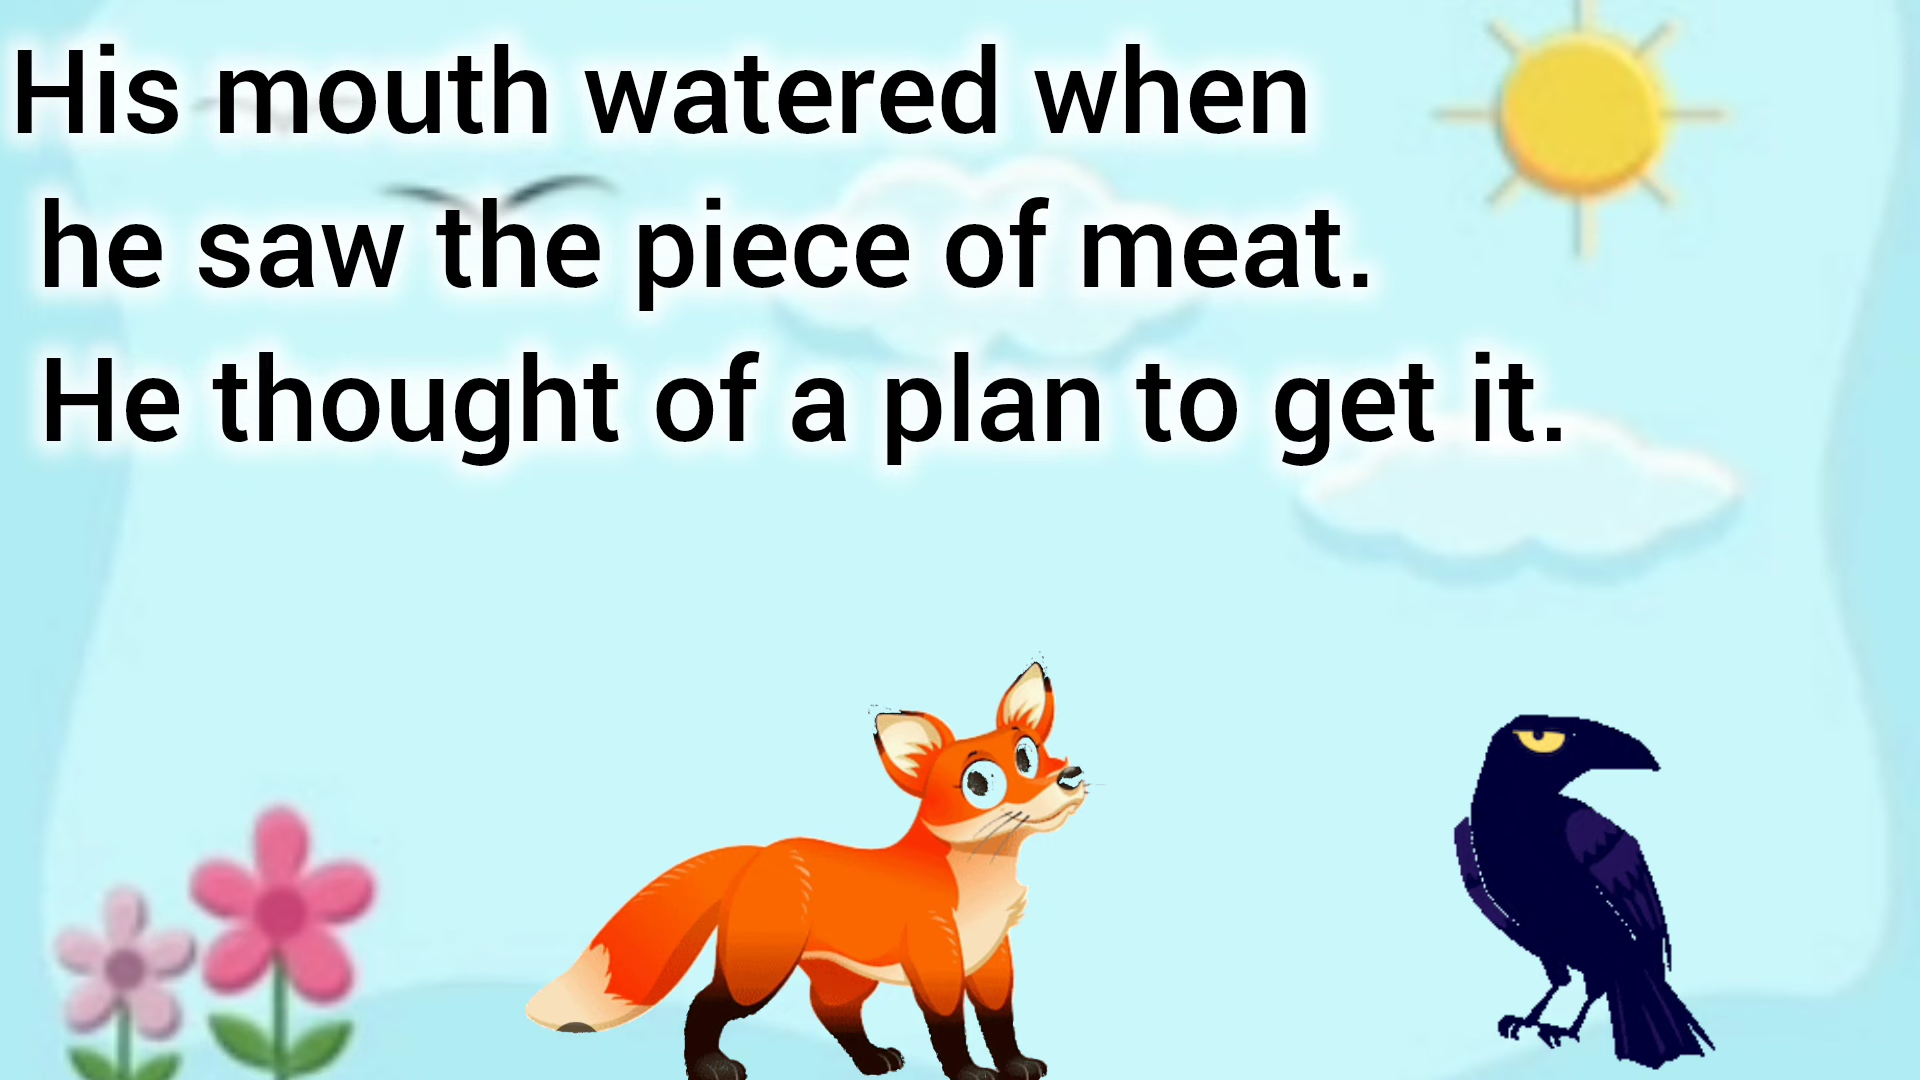 His mouth watered when
he saw the piece of meat.
He thought of a plan to get it.